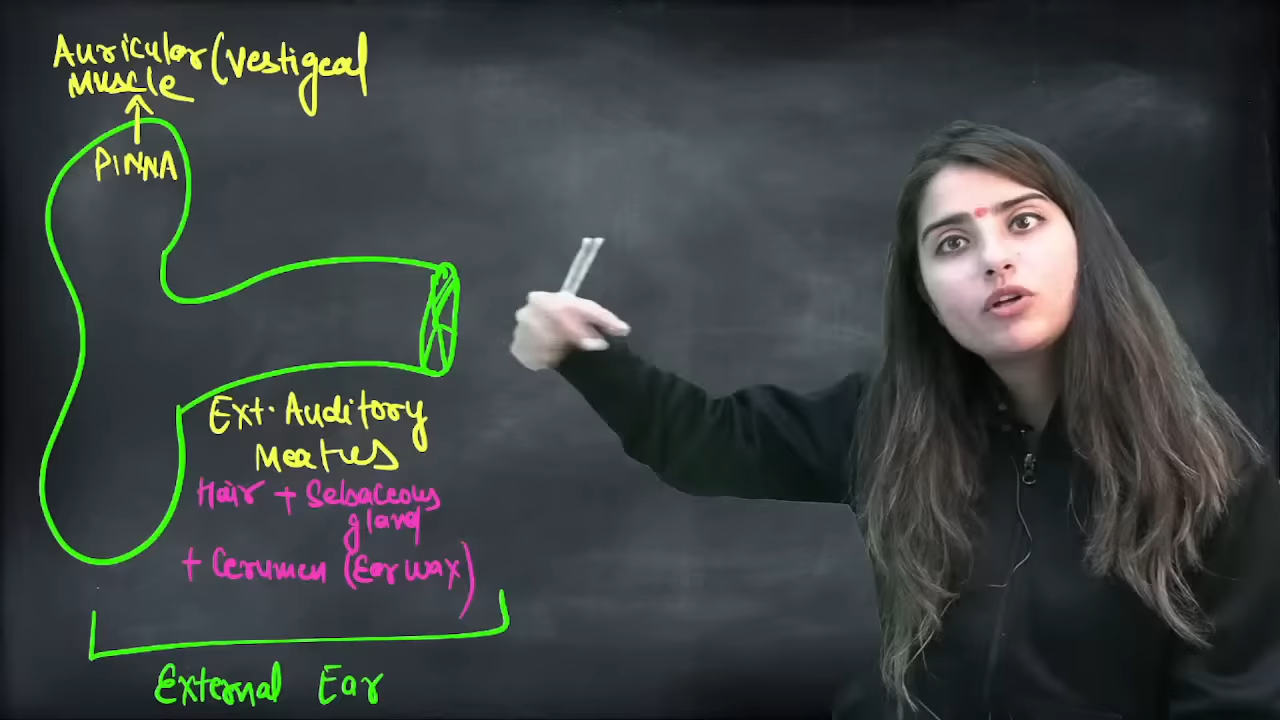 Auricular (Vestigeal
Muscle
PINNA
Ext. Auditory
Meatus
Hair + Sebaceous
gland
+ Cerumen (Ear wax)
External Ear